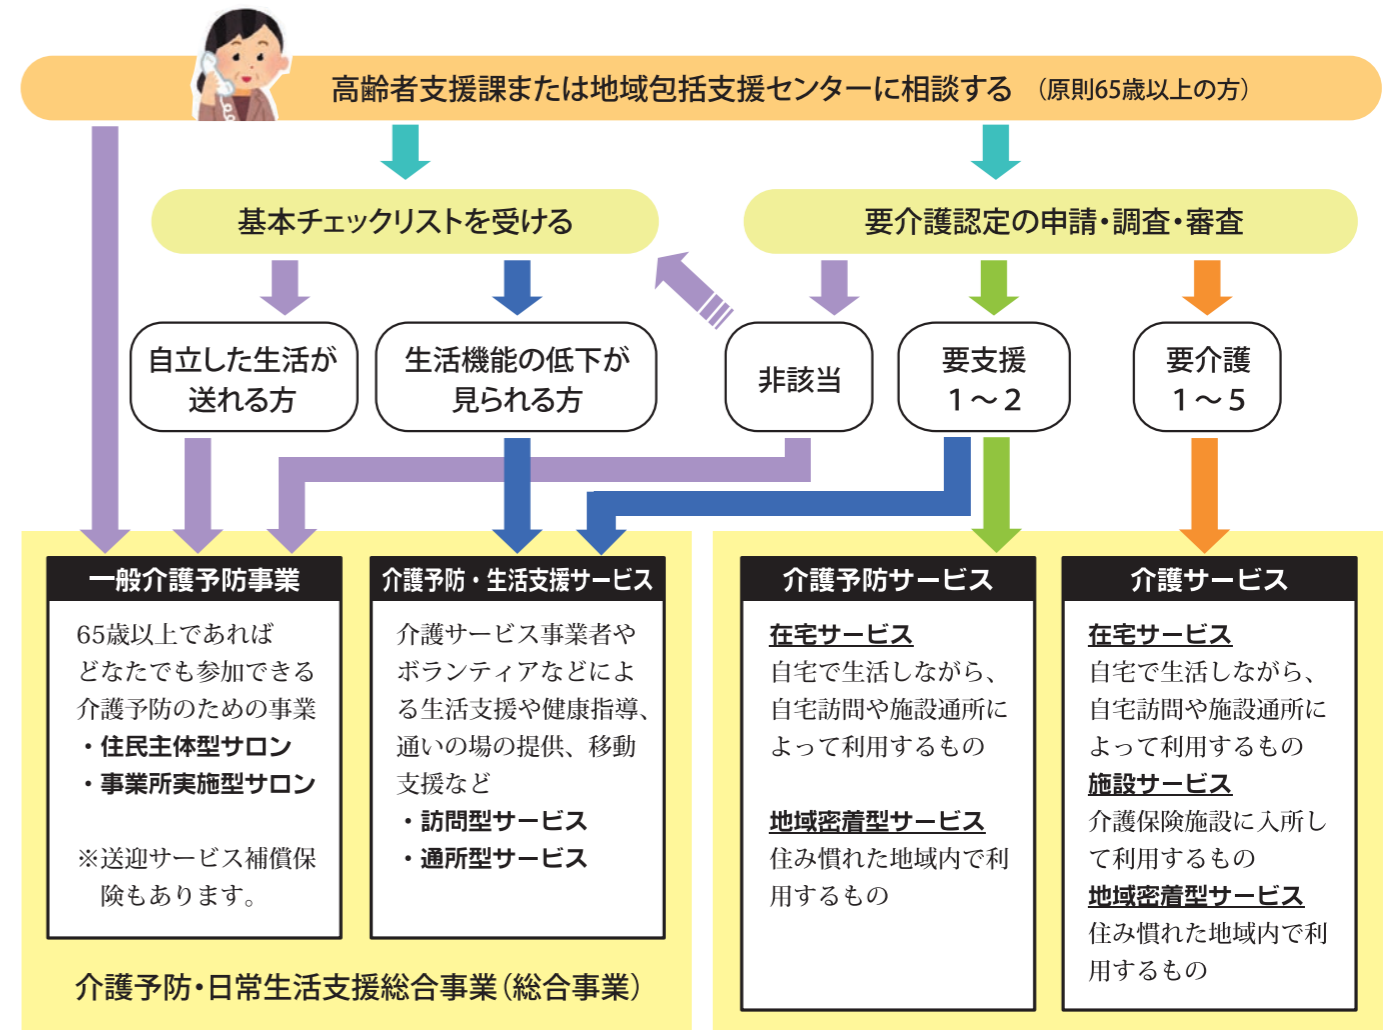 高齢者支援課または地域包括支援センターに相談する （原則65歳以上の方）
基本チェックリストを受ける
要介護認定の申請・調査・審査
自立した生活が
送れる方
生活機能の低下が
見られる方
非該当
要支援
1～2
要介護
1～5
一般介護予防事業
65歳以上であれば
どなたでも参加できる
介護予防のための事業
・住民主体型サロン
・事業所実施型サロン
※送迎サービス補償保
険もあります。
介護予防・生活支援サービス
介護サービス事業者や
ボランティアなどによ
る生活支援や健康指導、
通いの場の提供、移動
支援など
・訪問型サービス
・通所型サービス
介護予防・日常生活支援総合事業（総合事業）
介護予防サービス
在宅サービス
自宅で生活しながら、
自宅訪問や施設通所に
よって利用するもの
地域密着型サービス
住み慣れた地域内で利
用するもの
介護サービス
在宅サービス
自宅で生活しながら、
自宅訪問や施設通所に
よって利用するもの
施設サービス
介護保険施設に入所し
て利用するもの
地域密着型サービス
住み慣れた地域内で利
用するもの